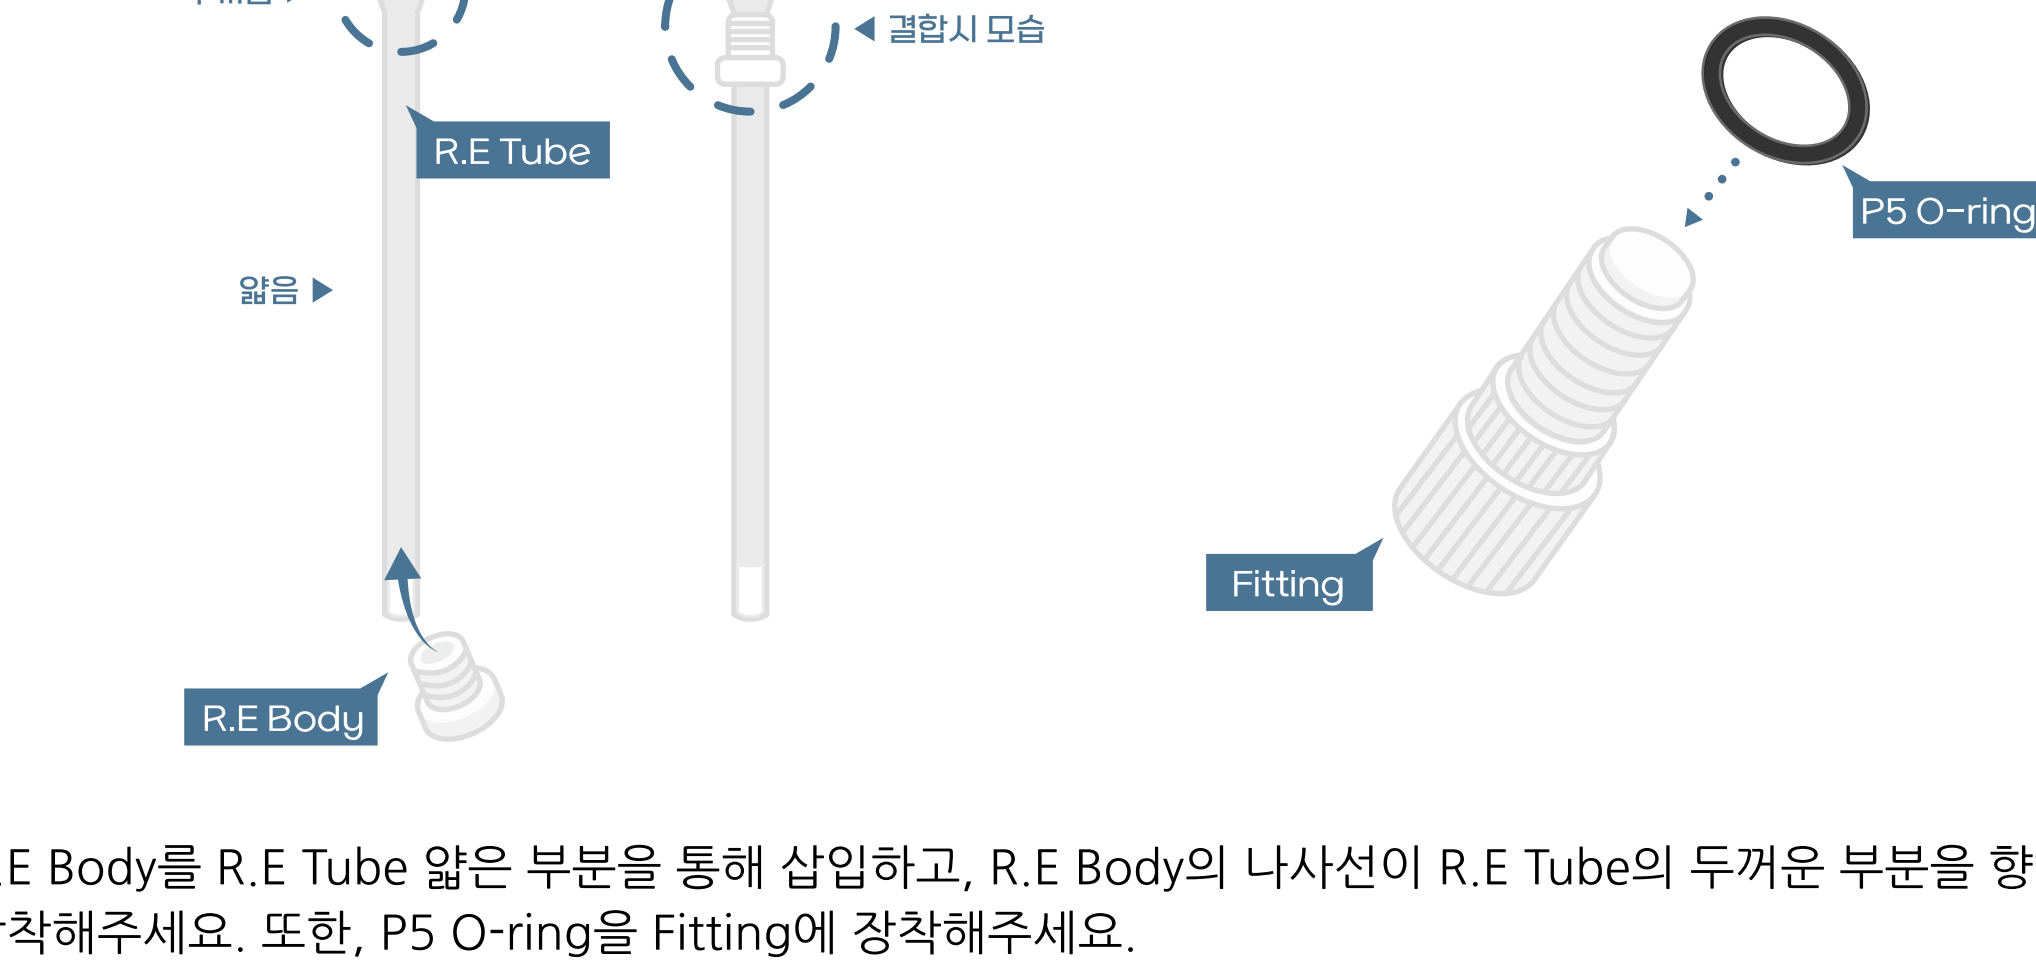 ◀ 결합시 모습
R.E Tube
P5 O-ring
얇음 ▶
Fitting
R.E Body
.E Body를 R.E Tube 얇은 부분을 통해 삽입하고, R.E Body의 나사선이 R.E Tube의 두꺼운 부분을 향
착해주세요. 또한, P5 O-ring을 Fitting에 장착해주세요.